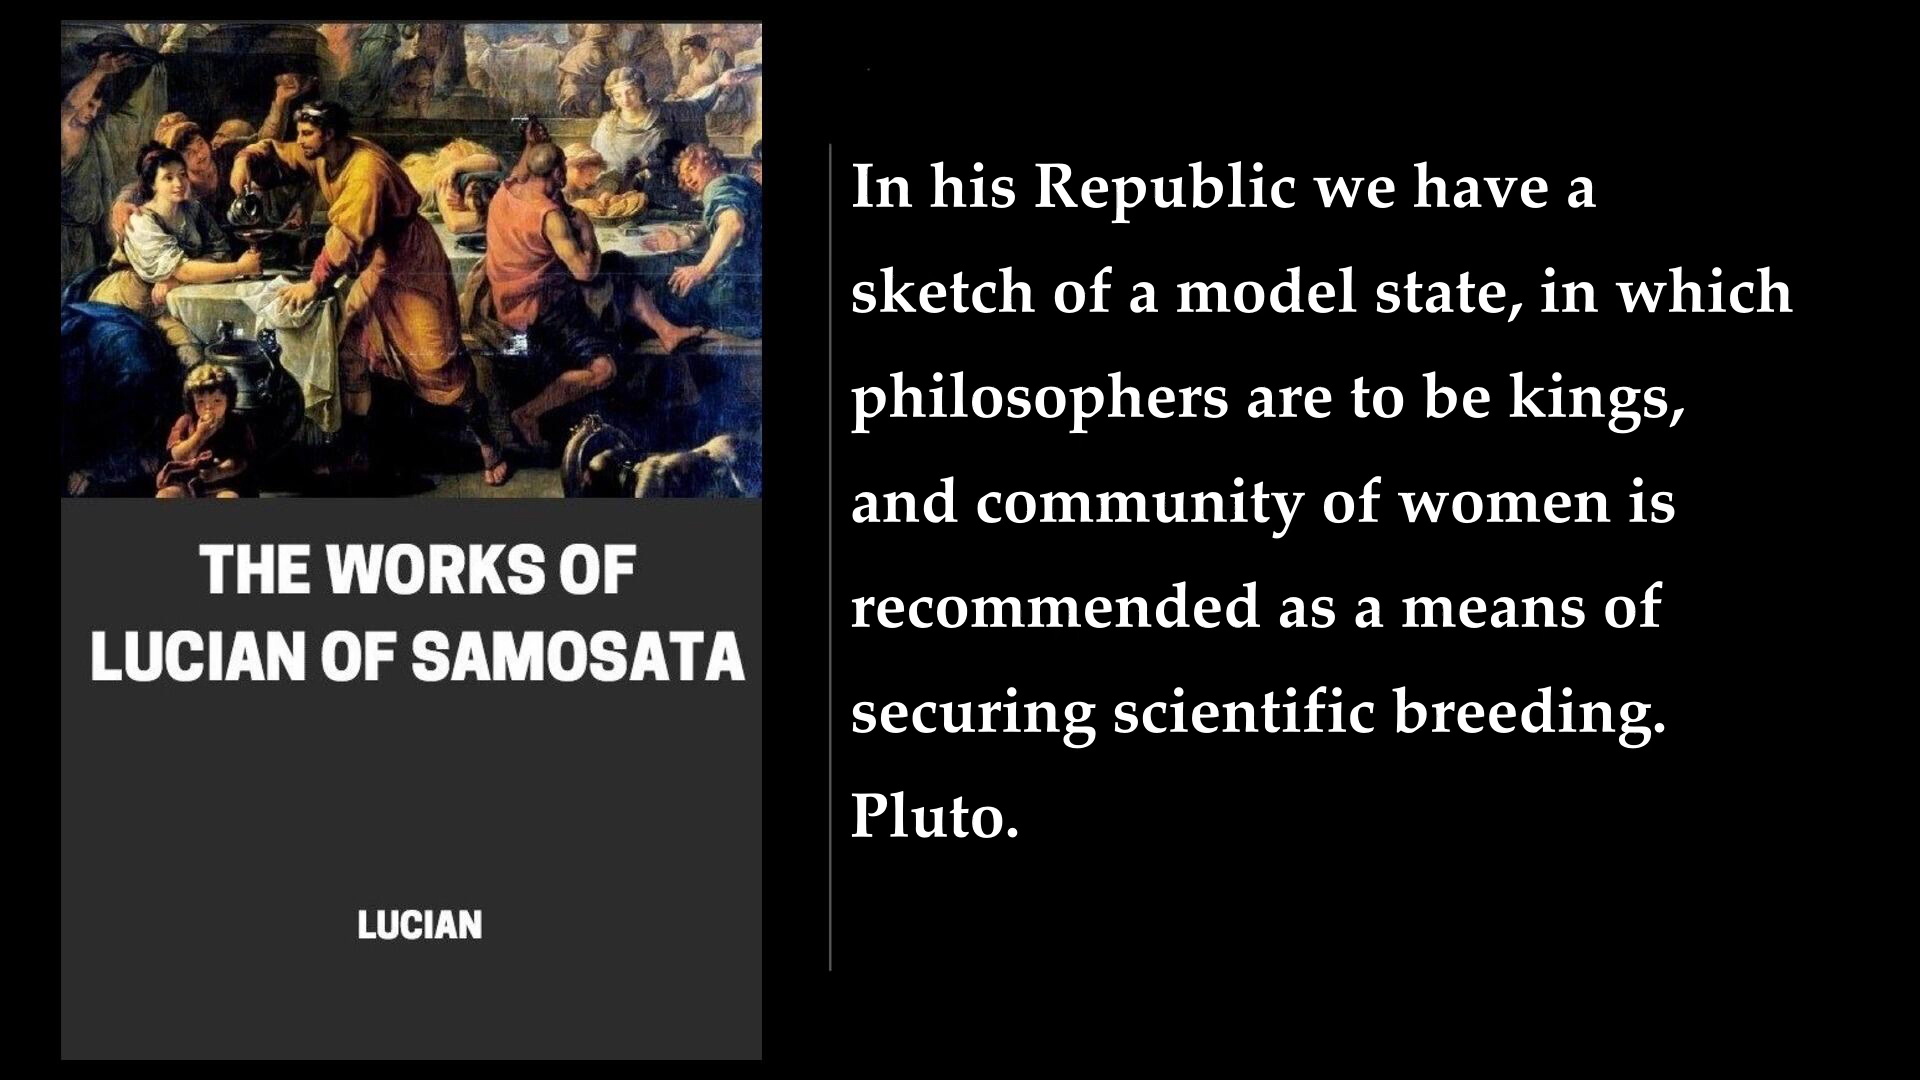 THE WORKS OF
LUCIAN OF SAMOSATA
LUCIAN
In his Republic we have a
sketch of a model state, in which
philosophers are to be kings,
and community of women is
recommended as a means of
securing scientific breeding.
Pluto.